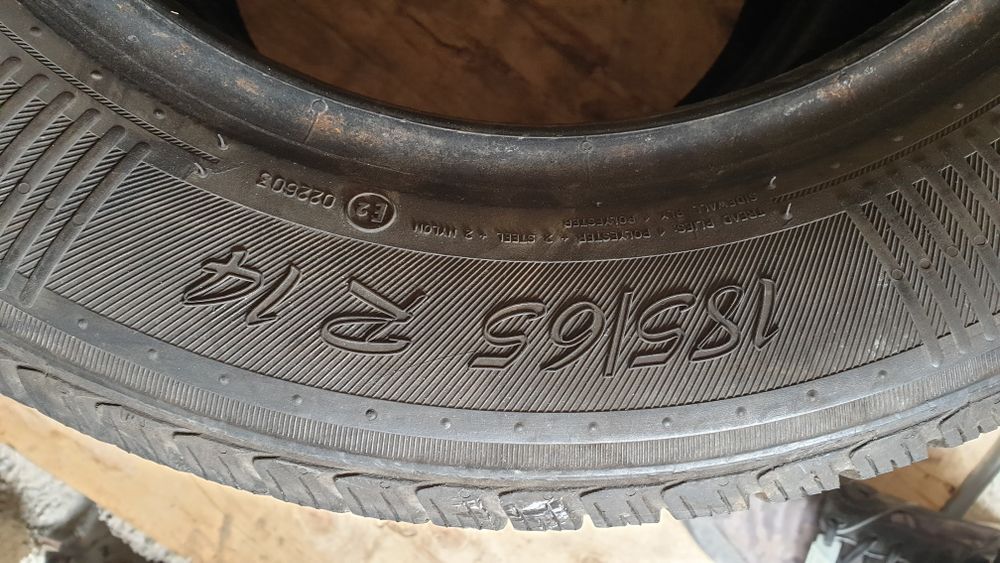 185/65 R 14
TREAD PLIES: 1 POLYESTER + 2 STEEL + 2 NYLON
SIDEWALL PLY: 1 POLYESTER
E2 022603